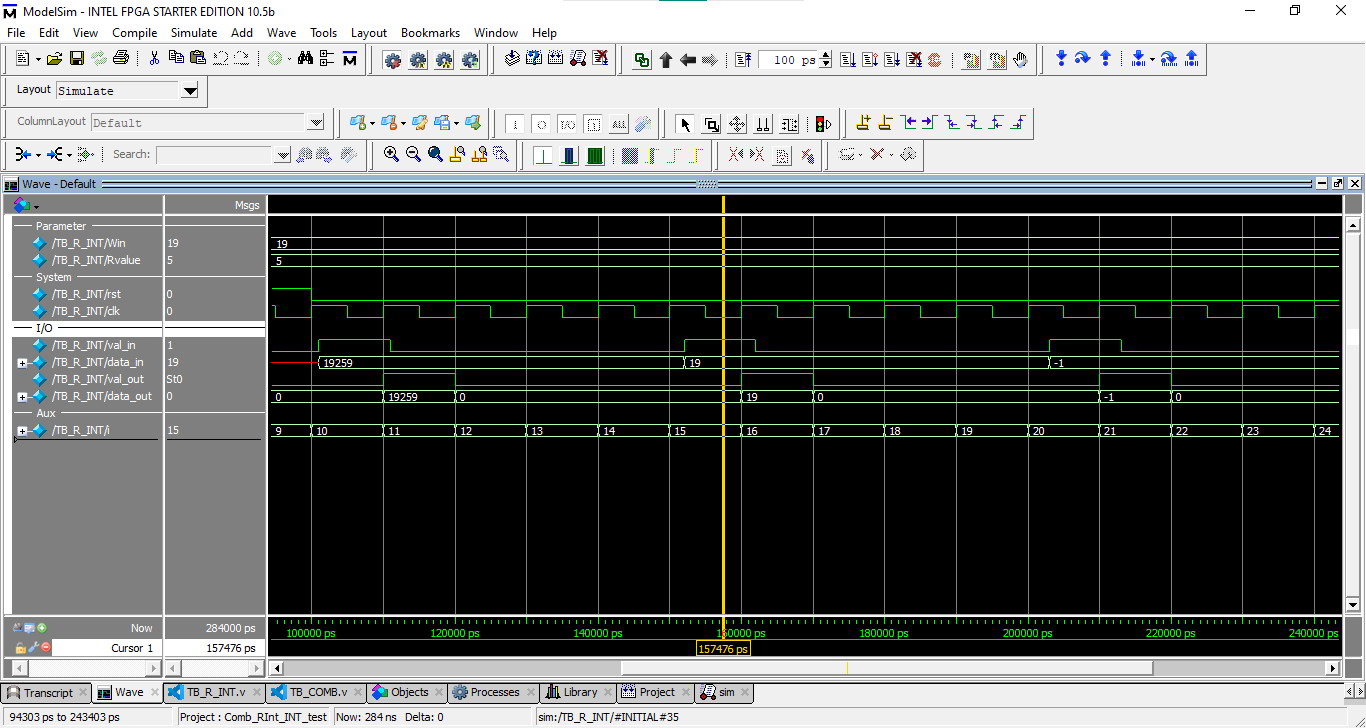 ModelSim - INTEL FPGA STARTER EDITION 10.5b
File Edit View Compile Simulate Add Wave Tools Layout Bookmarks Window Help
100 ps
Layout Simulate
ColumnLayout Default
Search:
Wave - Default
Msgs
Parameter
/TB_R_INT/Win 19 19
/TB_R_INT/Rvalue 5 5
System
/TB_R_INT/rst 0
/TB_R_INT/clk 0
I/O
/TB_R_INT/val_in 1
/TB_R_INT/data_in 19 19259 19 -1
/TB_R_INT/val_out St0
/TB_R_INT/data_out 0 0 19259 0 19 0 -1 0
Aux
/TB_R_INT/i 15 9 10 11 12 13 14 15 16 17 18 19 20 21 22 23 24
Now 284000 ps 100000 ps 120000 ps 140000 ps 160000 ps 180000 ps 200000 ps 220000 ps 240000 ps
Cursor 1 157476 ps 157476 ps
Transcript Wave TB_R_INT.v TB_COMB.v Objects Processes Library Project sim
94303 ps to 243403 ps Project : Comb_RInt_INT_test Now: 284 ns Delta: 0 sim:/TB_R_INT/#INITIAL#35